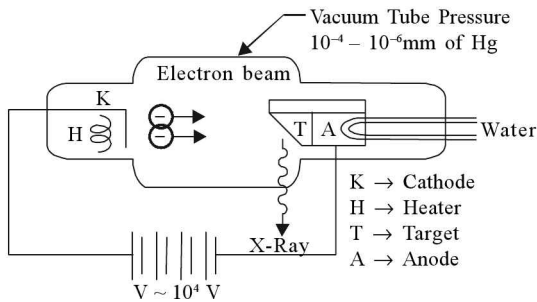 Vacuum Tube Pressure
10⁻⁴ – 10⁻⁶mm of Hg
Electron beam
K
H
−
−
T
A
Water
K → Cathode
H → Heater
T → Target
A → Anode
X-Ray
V ~ 10⁴ V